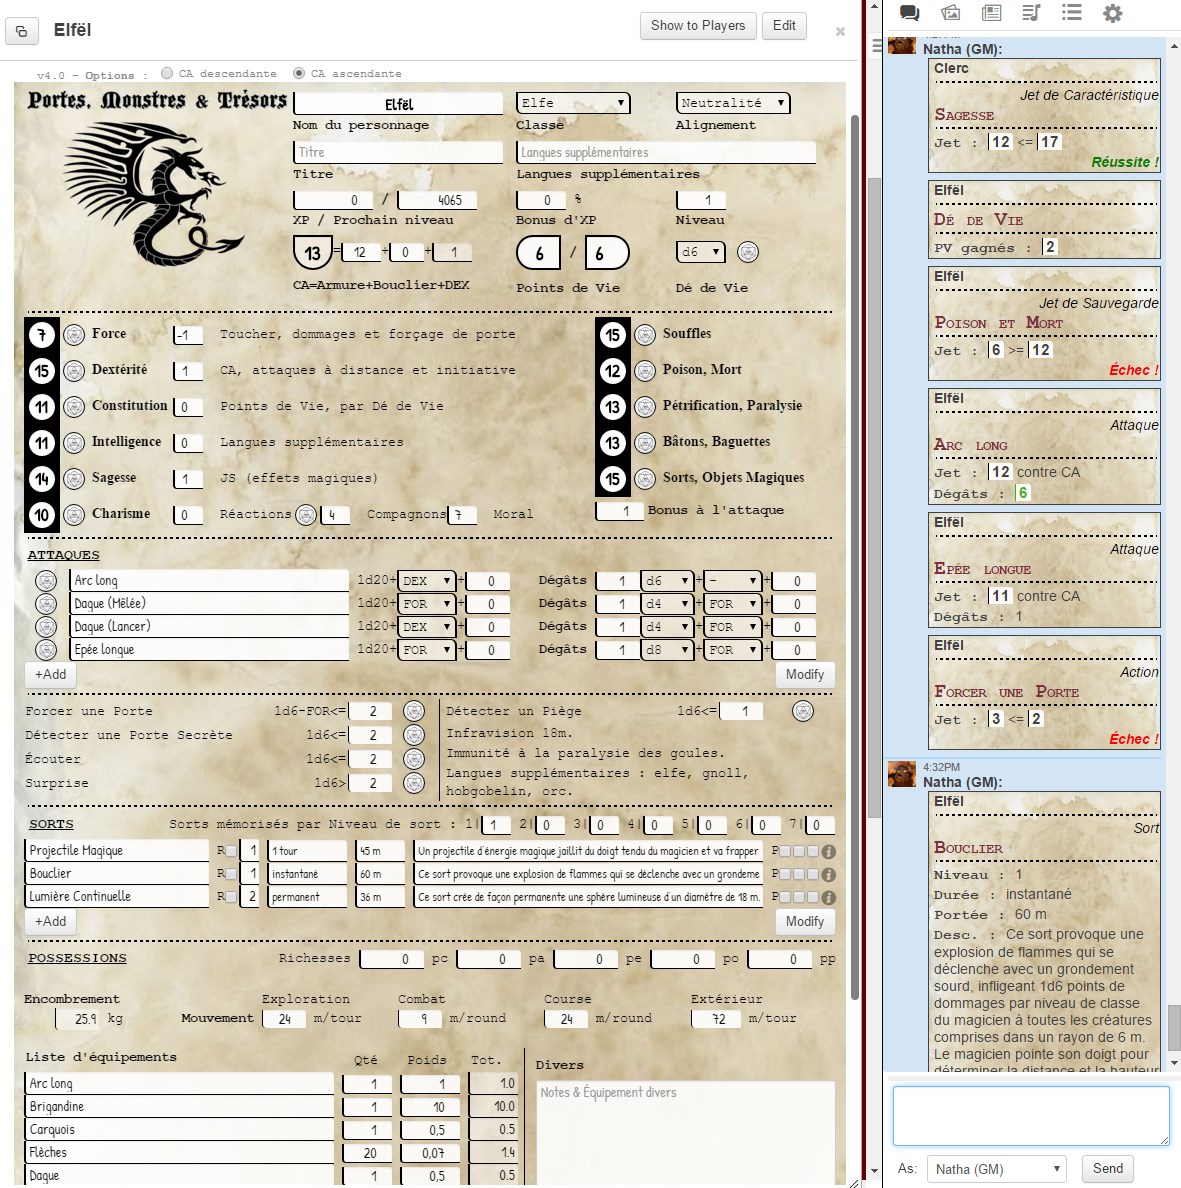 Elfël
Show to Players
Edit
×
v4.0 - Options : CA descendante CA ascendante
Portes, Monstres & Trésors
Elfël
Elfe
Neutralité
Nom du personnage
Classe
Alignement
Titre
Langues supplémentaires
Titre
Langues supplémentaires
0 / 4065
0 %
1
XP / Prochain niveau
Bonus d'XP
Niveau
13 = 12 + 0 + 1
6 / 6
d6
CA=Armure+Bouclier+DEX
Points de Vie
Dé de Vie
7 Force -1 Toucher, dommages et forçage de porte
15 Souffles
15 Dextérité 1 CA, attaques à distance et initiative
12 Poison, Mort
11 Constitution 0 Points de Vie, par Dé de Vie
13 Pétrification, Paralysie
11 Intelligence 0 Langues supplémentaires
13 Bâtons, Baguettes
14 Sagesse 1 JS (effets magiques)
15 Sorts, Objets Magiques
10 Charisme 0 Réactions 4 Compagnons 7 Moral
1 Bonus à l'attaque
ATTAQUES
Arc long 1d20+ DEX + 0 Dégâts 1 d6 + - + 0
Dague (Mêlée) 1d20+ FOR + 0 Dégâts 1 d4 + FOR + 0
Dague (Lancer) 1d20+ DEX + 0 Dégâts 1 d4 + FOR + 0
Epée longue 1d20+ FOR + 0 Dégâts 1 d8 + FOR + 0
+Add
Modify
Forcer une Porte 1d6-FOR<= 2
Détecter un Piège 1d6<= 1
Détecter une Porte Secrète 1d6<= 2
Infravision 18m.
Écouter 1d6<= 2
Immunité à la paralysie des goules.
Surprise 1d6> 2
Langues supplémentaires : elfe, gnoll,
hobgobelin, orc.
SORTS
Sorts mémorisés par Niveau de sort : 1| 1 2| 0 3| 0 4| 0 5| 0 6| 0 7| 0
Projectile Magique R 1 1 tour 45 m Un projectile d'énergie magique jaillit du doigt tendu du magicien et va frapper P
Bouclier R 1 instantané 60 m Ce sort provoque une explosion de flammes qui se déclenche avec un grondeme P
Lumière Continuelle R 2 permanent 36 m Ce sort crée de façon permanente une sphère lumineuse d'un diamètre de 18 m. P
+Add
Modify
POSSESSIONS
Richesses 0 pc 0 pa 0 pe 0 po 0 pp
Encombrement
Exploration
Combat
Course
Extérieur
25.9 kg
Mouvement 24 m/tour 9 m/round 24 m/round 72 m/tour
Liste d'équipements
Qté
Poids
Tot.
Divers
Arc long 1 1 1.0
Notes & Équipement divers
Brigandine 1 10 10.0
Carquois 1 0,5 0.5
Flèches 20 0,07 1.4
Dague 1 0,5 0.5
Natha (GM):
Clerc
Jet de Caractéristique
Sagesse
Jet : 12 <= 17
Réussite !
Elfël
Dé de Vie
PV gagnés : 2
Elfël
Jet de Sauvegarde
Poison et Mort
Jet : 6 >= 12
Échec !
Elfël
Attaque
Arc long
Jet : 12 contre CA
Dégâts : 6
Elfël
Attaque
Epée longue
Jet : 11 contre CA
Dégâts : 1
Elfël
Action
Forcer une Porte
Jet : 3 <= 2
Échec !
4:32PM
Natha (GM):
Elfël
Sort
Bouclier
Niveau : 1
Durée : instantané
Portée : 60 m
Desc. : Ce sort provoque une
explosion de flammes qui se
déclenche avec un grondement
sourd, infligeant 1d6 points de
dommages par niveau de classe
du magicien à toutes les créatures
comprises dans un rayon de 6 m.
Le magicien pointe son doigt pour
déterminer la distance et la hauteur
As: Natha (GM)
Send